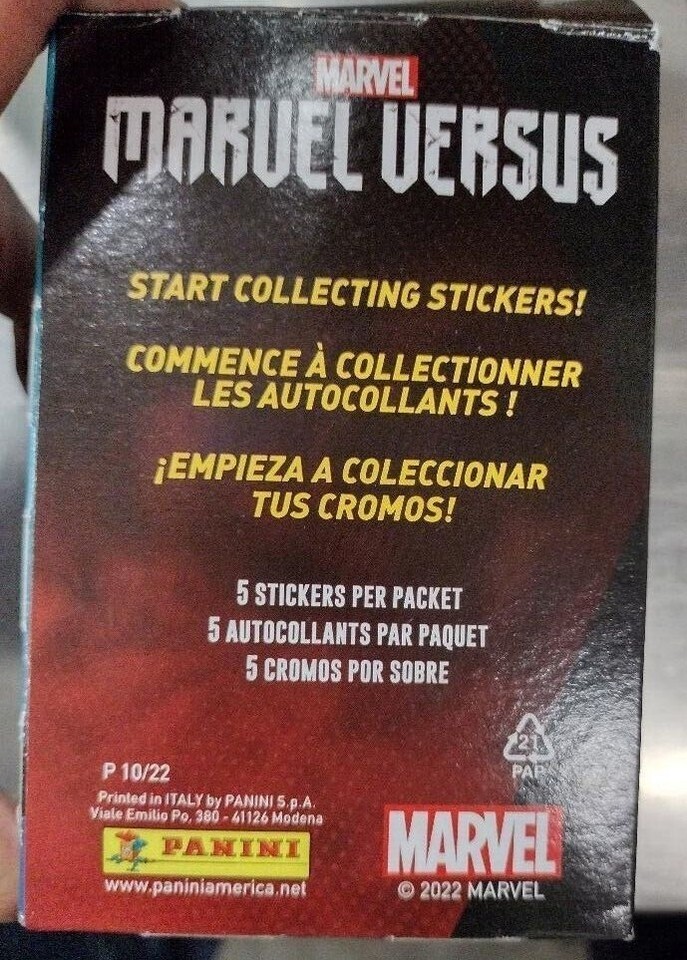 MARVEL
MARVEL VERSUS
START COLLECTING STICKERS!
COMMENCE À COLLECTIONNER
LES AUTOCOLLANTS !
¡EMPIEZA A COLECCIONAR
TUS CROMOS!
5 STICKERS PER PACKET
5 AUTOCOLLANTS PAR PAQUET
5 CROMOS POR SOBRE
21
PAP
P 10/22
Printed in ITALY by PANINI S.p.A.
Viale Emilio Po, 380 - 41126 Modena
PANINI
www.paniniamerica.net
MARVEL
© 2022 MARVEL